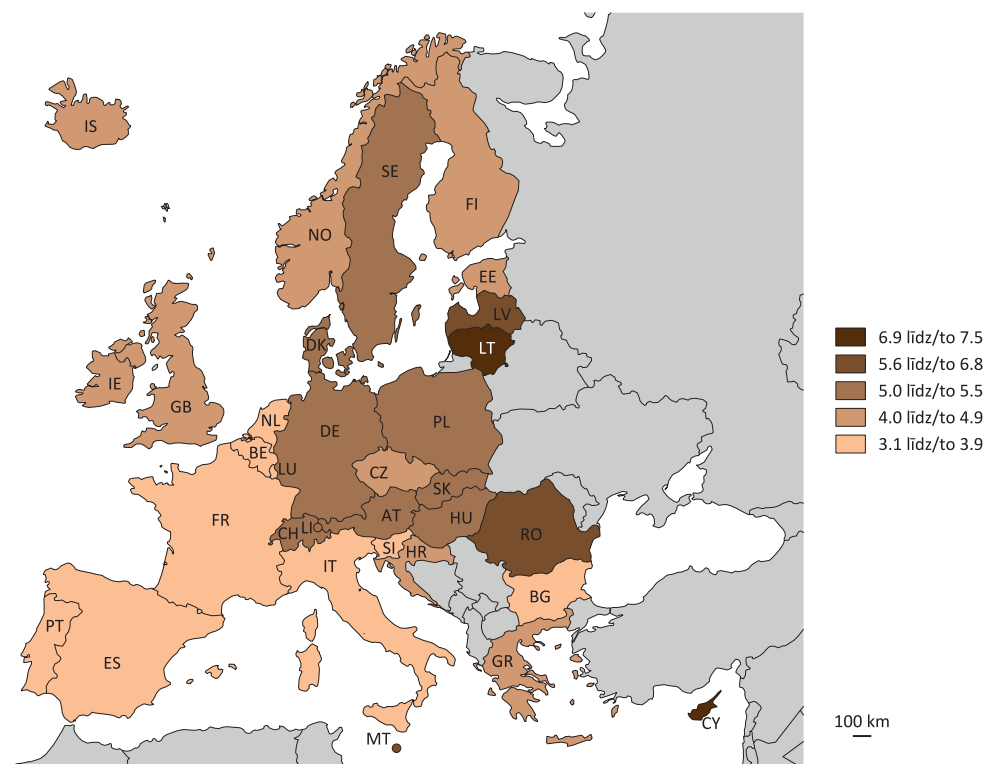 IS
SE
FI
NO
EE
LV
LT
DK
IE
GB
NL
BE
LU
DE
PL
CZ
SK
FR
CH
LI
AT
HU
RO
SI
HR
IT
BG
PT
ES
GR
MT
CY
6.9 līdz/to 7.5
5.6 līdz/to 6.8
5.0 līdz/to 5.5
4.0 līdz/to 4.9
3.1 līdz/to 3.9
100 km